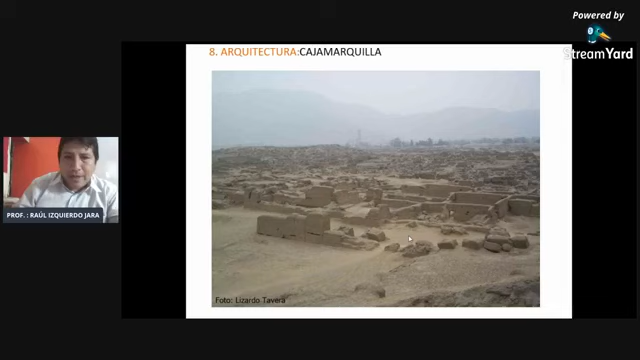 Powered by
StreamYard
8. ARQUITECTURA:CAJAMARQUILLA
PROF. : RAÚL IZQUIERDO JARA
Foto: Lizardo Tavera